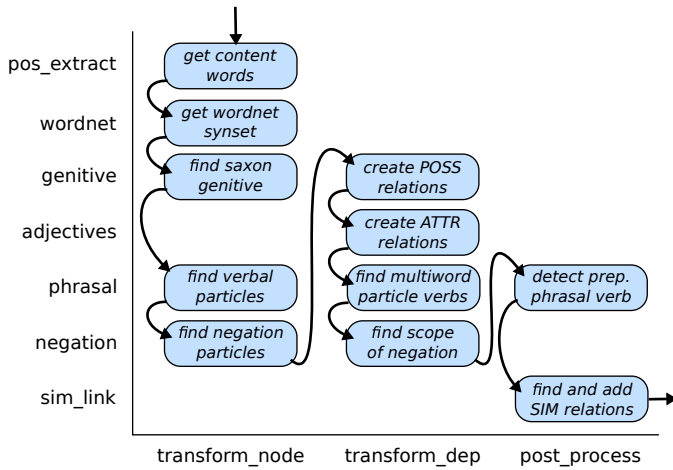 pos_extract
get content
words
wordnet
get wordnet
synset
genitive
find saxon
genitive
create POSS
relations
adjectives
create ATTR
relations
phrasal
find verbal
particles
find multiword
particle verbs
detect prep.
phrasal verb
negation
find negation
particles
find scope
of negation
sim_link
find and add
SIM relations
transform_node
transform_dep
post_process